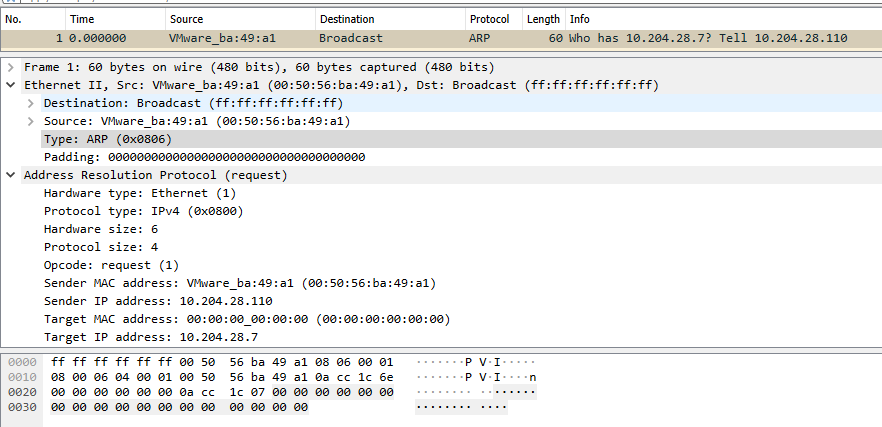 No. Time Source Destination Protocol Length Info
1 0.000000 VMware_ba:49:a1 Broadcast ARP 60 Who has 10.204.28.7? Tell 10.204.28.110
Frame 1: 60 bytes on wire (480 bits), 60 bytes captured (480 bits)
Ethernet II, Src: VMware_ba:49:a1 (00:50:56:ba:49:a1), Dst: Broadcast (ff:ff:ff:ff:ff:ff)
Destination: Broadcast (ff:ff:ff:ff:ff:ff)
Source: VMware_ba:49:a1 (00:50:56:ba:49:a1)
Type: ARP (0x0806)
Padding: 000000000000000000000000000000000000
Address Resolution Protocol (request)
Hardware type: Ethernet (1)
Protocol type: IPv4 (0x0800)
Hardware size: 6
Protocol size: 4
Opcode: request (1)
Sender MAC address: VMware_ba:49:a1 (00:50:56:ba:49:a1)
Sender IP address: 10.204.28.110
Target MAC address: 00:00:00_00:00:00 (00:00:00:00:00:00)
Target IP address: 10.204.28.7
0000 ff ff ff ff ff ff 00 50 56 ba 49 a1 08 06 00 01 ·······P V·I·····
0010 08 00 06 04 00 01 00 50 56 ba 49 a1 0a cc 1c 6e ·······P V·I····n
0020 00 00 00 00 00 00 0a cc 1c 07 00 00 00 00 00 00 ········ ········
0030 00 00 00 00 00 00 00 00 00 00 00 00 ········ ····